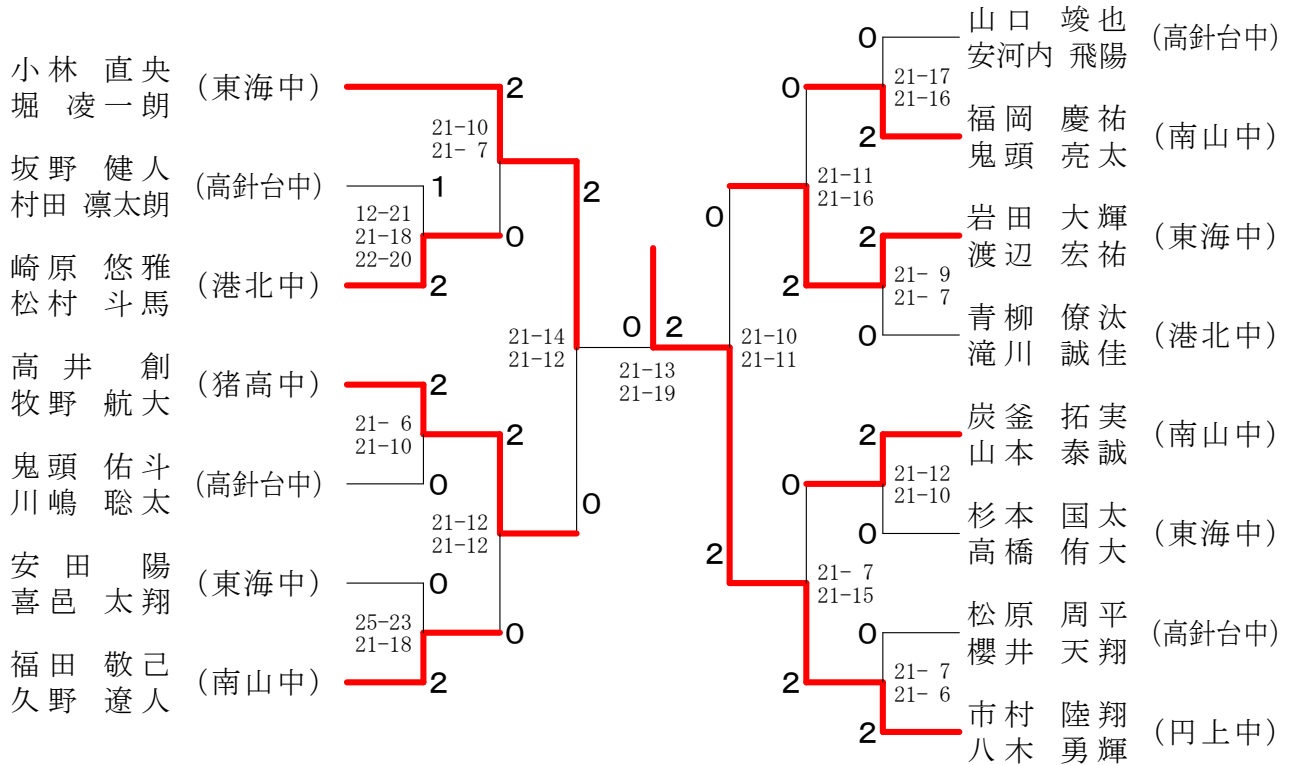 小林 直央
堀 凌一朗
(東海中)
2
21-10
21- 7
坂野 健人
村田 凛太朗
(高針台中)
1
12-21
21-18
22-20
0
崎原 悠雅
松村 斗馬
(港北中)
2
2
21-14
21-12
高井 創
牧野 航大
(猪高中)
2
21- 6
21-10
2
鬼頭 佑斗
川嶋 聡太
(高針台中)
0
21-12
21-12
0
安田 陽
喜邑 太翔
(東海中)
0
25-23
21-18
0
福田 敬己
久野 遼人
(南山中)
2
0
2
21-13
21-19
山口 竣也
安河内 飛陽
(高針台中)
0
21-17
21-16
0
福岡 慶祐
鬼頭 亮太
(南山中)
2
21-11
21-16
0
岩田 大輝
渡辺 宏祐
(東海中)
2
21- 9
21- 7
2
青柳 僚汰
滝川 誠佳
(港北中)
0
21-10
21-11
炭釜 拓実
山本 泰誠
(南山中)
2
21-12
21-10
0
杉本 国太
高橋 侑大
(東海中)
0
2
21- 7
21-15
松原 周平
櫻井 天翔
(高針台中)
0
21- 7
21- 6
2
市村 陸翔
八木 勇輝
(円上中)
2